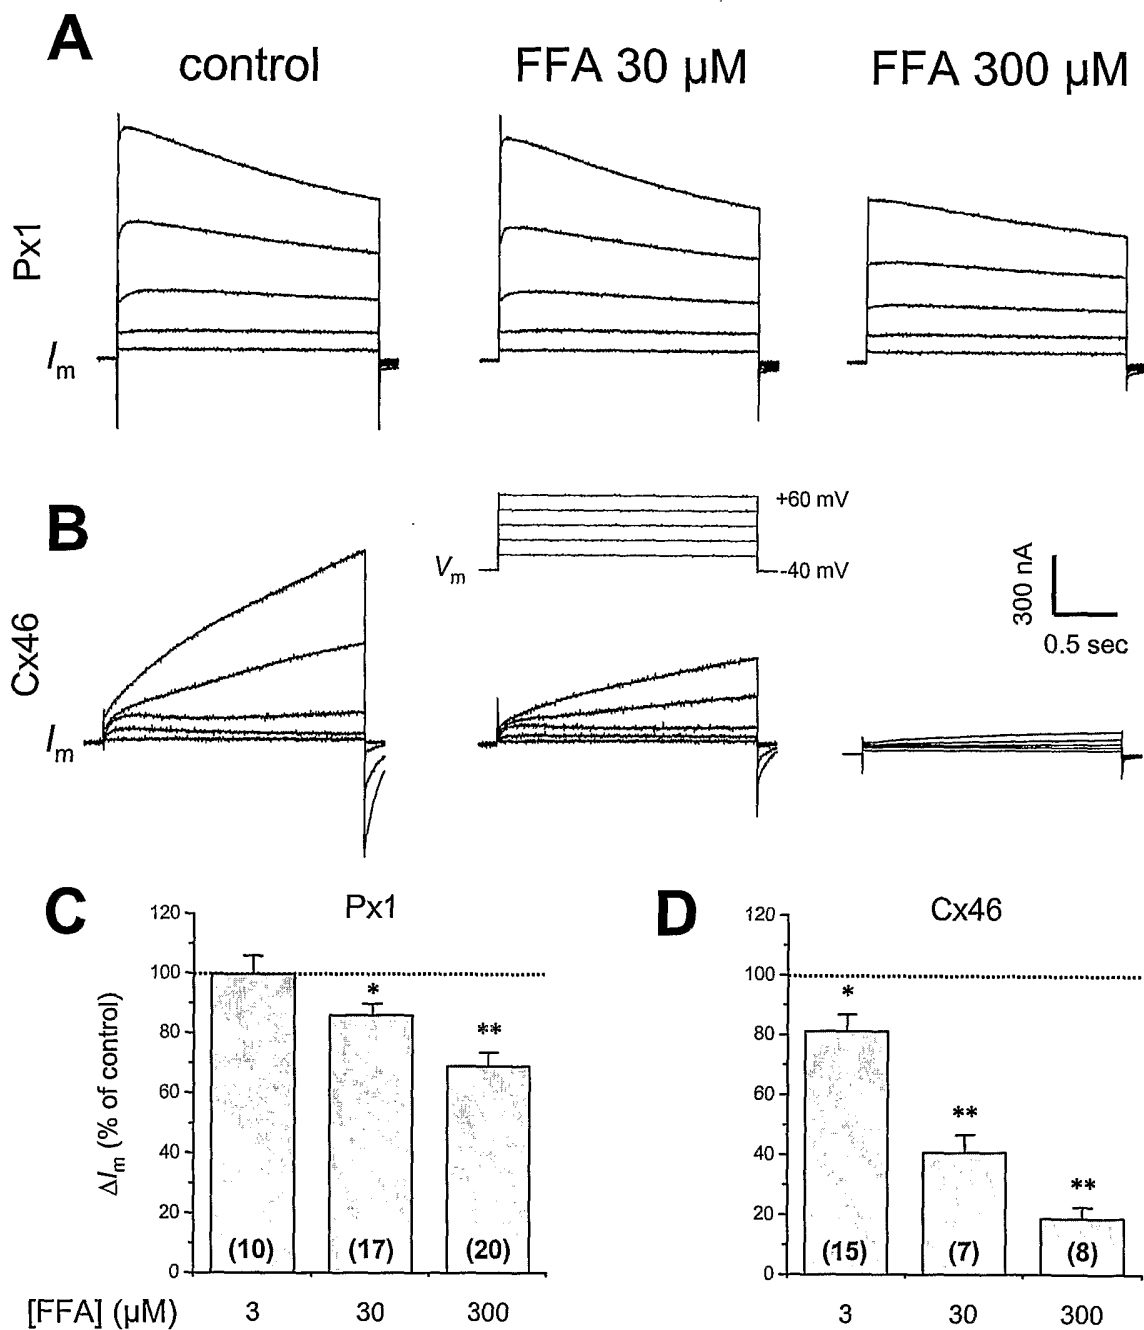 A
control
FFA 30 µM
FFA 300 µM
Px1
Im
B
+60 mV
Vm
-40 mV
300 nA
0.5 sec
Cx46
Im
C
Px1
120
100
80
60
40
20
0
ΔIm (% of control)
*
**
(10)
(17)
(20)
[FFA] (µM)
3
30
300
D
Cx46
120
100
80
60
40
20
0
*
**
**
(15)
(7)
(8)
3
30
300